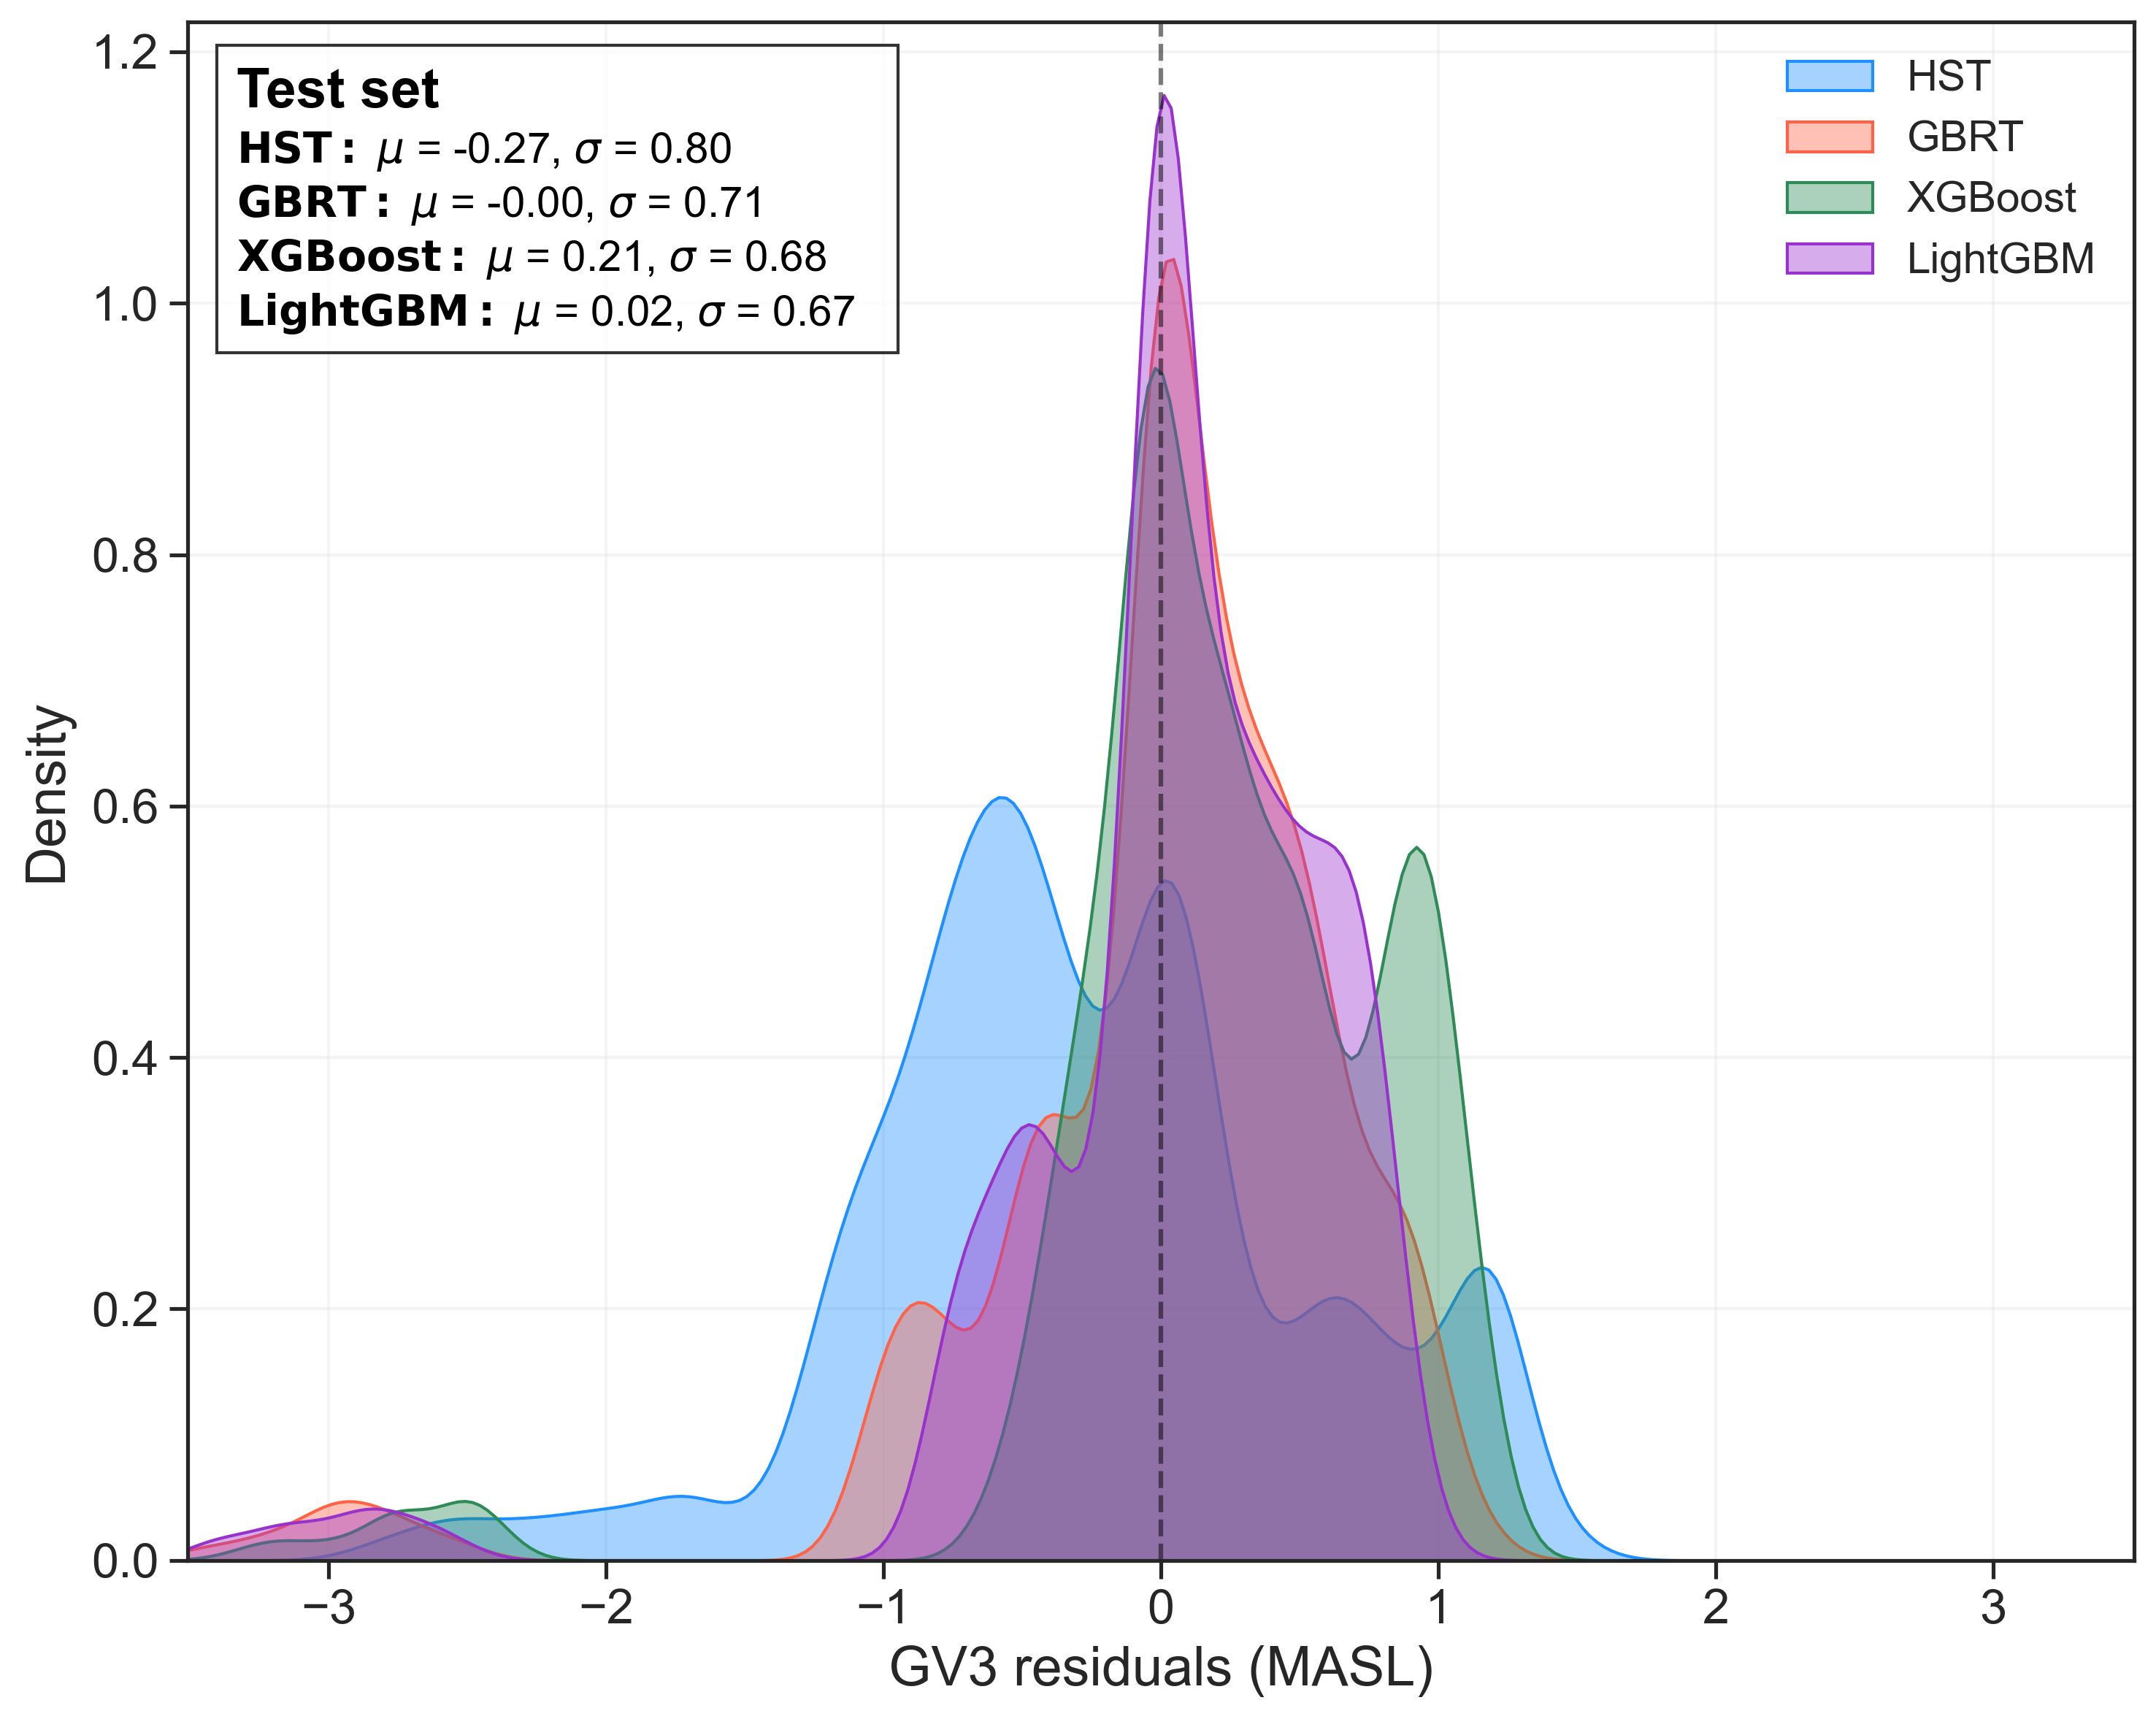 Test set
HST: μ = -0.27, σ = 0.80
GBRT: μ = -0.00, σ = 0.71
XGBoost: μ = 0.21, σ = 0.68
LightGBM: μ = 0.02, σ = 0.67
HST
GBRT
XGBoost
LightGBM
1.2
1.0
0.8
0.6
0.4
0.2
0.0
Density
−3 −2 −1 0 1 2 3
GV3 residuals (MASL)